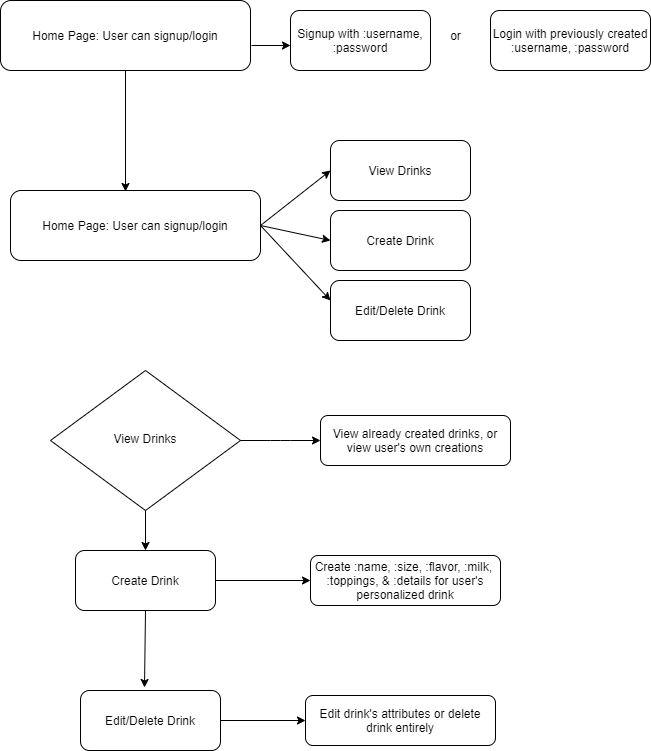 Home Page: User can signup/login
Signup with :username,
:password
or
Login with previously created
:username, :password
Home Page: User can signup/login
View Drinks
Create Drink
Edit/Delete Drink
View Drinks
View already created drinks, or
view user's own creations
Create Drink
Create :name, :size, :flavor, :milk,
:toppings, & :details for user's
personalized drink
Edit/Delete Drink
Edit drink's attributes or delete
drink entirely